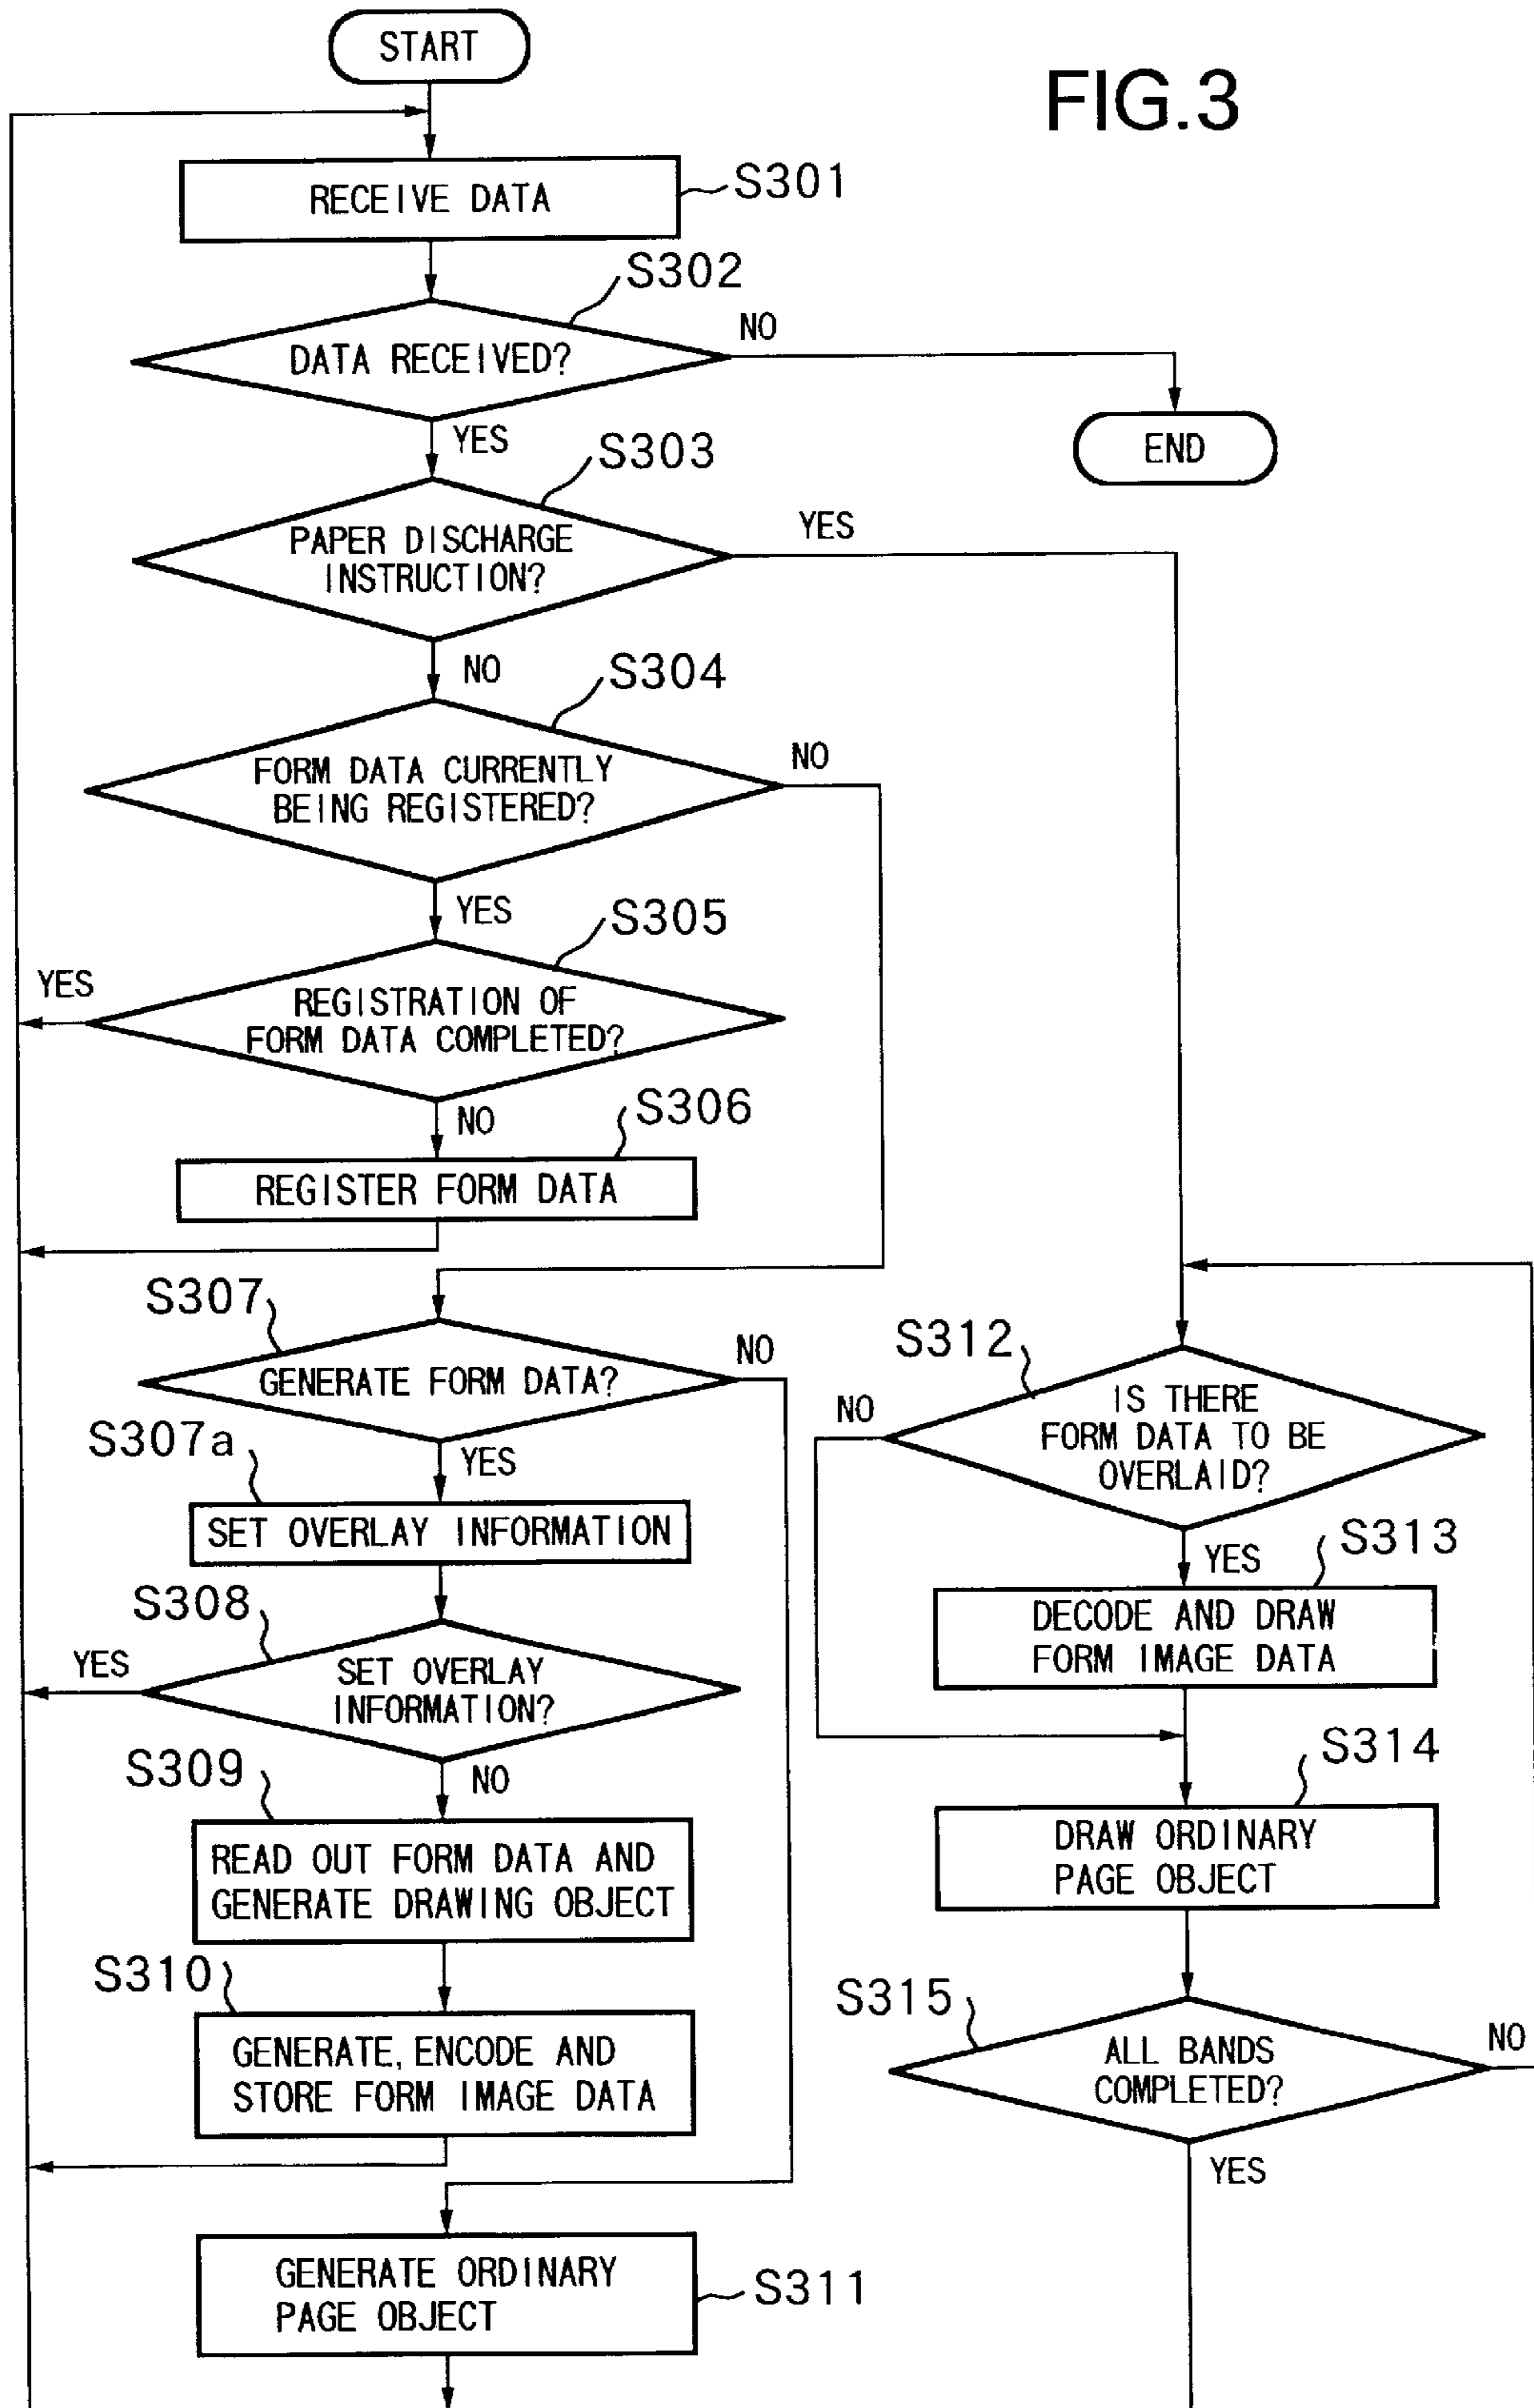 START
FIG.3
RECEIVE DATA
S301
S302
DATA RECEIVED?
NO
END
YES
S303
PAPER DISCHARGE
INSTRUCTION?
YES
NO
S304
FORM DATA CURRENTLY
BEING REGISTERED?
NO
YES
S305
YES
REGISTRATION OF
FORM DATA COMPLETED?
NO
S306
REGISTER FORM DATA
S307
GENERATE FORM DATA?
NO
YES
S307a
SET OVERLAY INFORMATION
S308
YES
SET OVERLAY
INFORMATION?
NO
S309
READ OUT FORM DATA AND
GENERATE DRAWING OBJECT
S310
GENERATE, ENCODE AND
STORE FORM IMAGE DATA
GENERATE ORDINARY
PAGE OBJECT
S311
S312
NO
IS THERE
FORM DATA TO BE
OVERLAID?
YES
S313
DECODE AND DRAW
FORM IMAGE DATA
S314
DRAW ORDINARY
PAGE OBJECT
S315
ALL BANDS
COMPLETED?
NO
YES